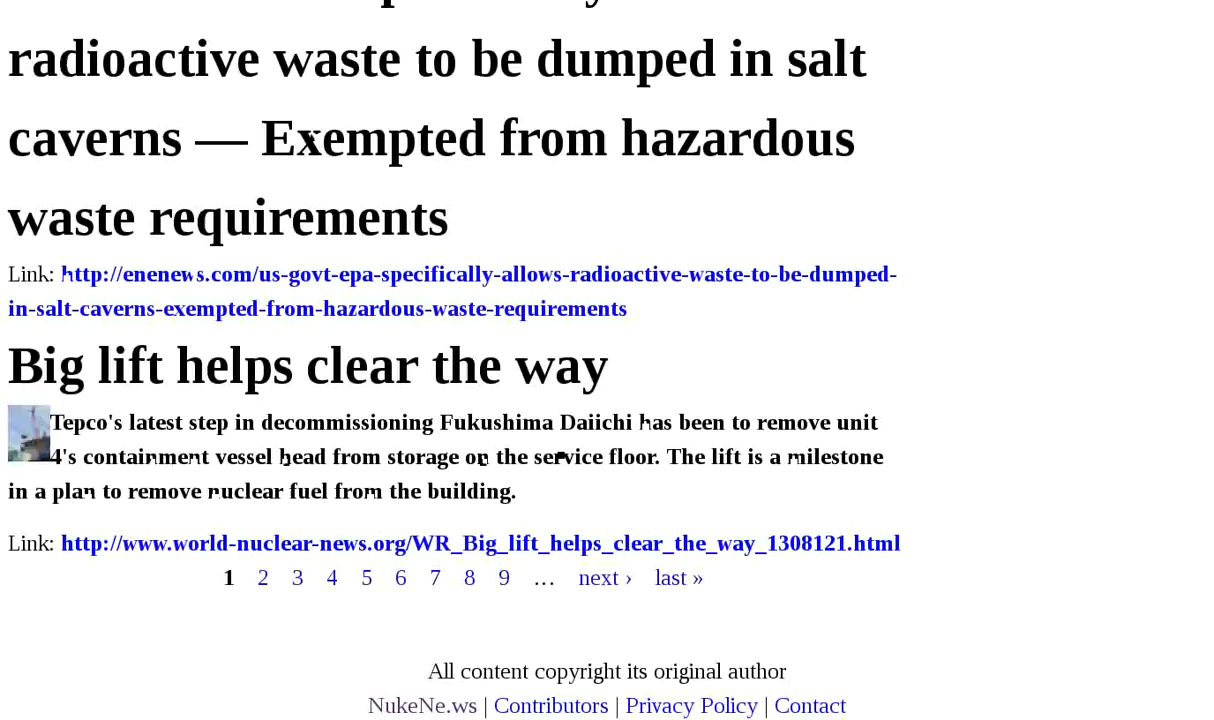 radioactive waste to be dumped in salt
caverns — Exempted from hazardous
waste requirements
Link: http://enenews.com/us-govt-epa-specifically-allows-radioactive-waste-to-be-dumped-
in-salt-caverns-exempted-from-hazardous-waste-requirements
Big lift helps clear the way
Tepco's latest step in decommissioning Fukushima Daiichi has been to remove unit
4's containment vessel head from storage on the service floor. The lift is a milestone
in a plan to remove nuclear fuel from the building.
Link: http://www.world-nuclear-news.org/WR_Big_lift_helps_clear_the_way_1308121.html
1 2 3 4 5 6 7 8 9 … next › last »
All content copyright its original author
NukeNe.ws | Contributors | Privacy Policy | Contact